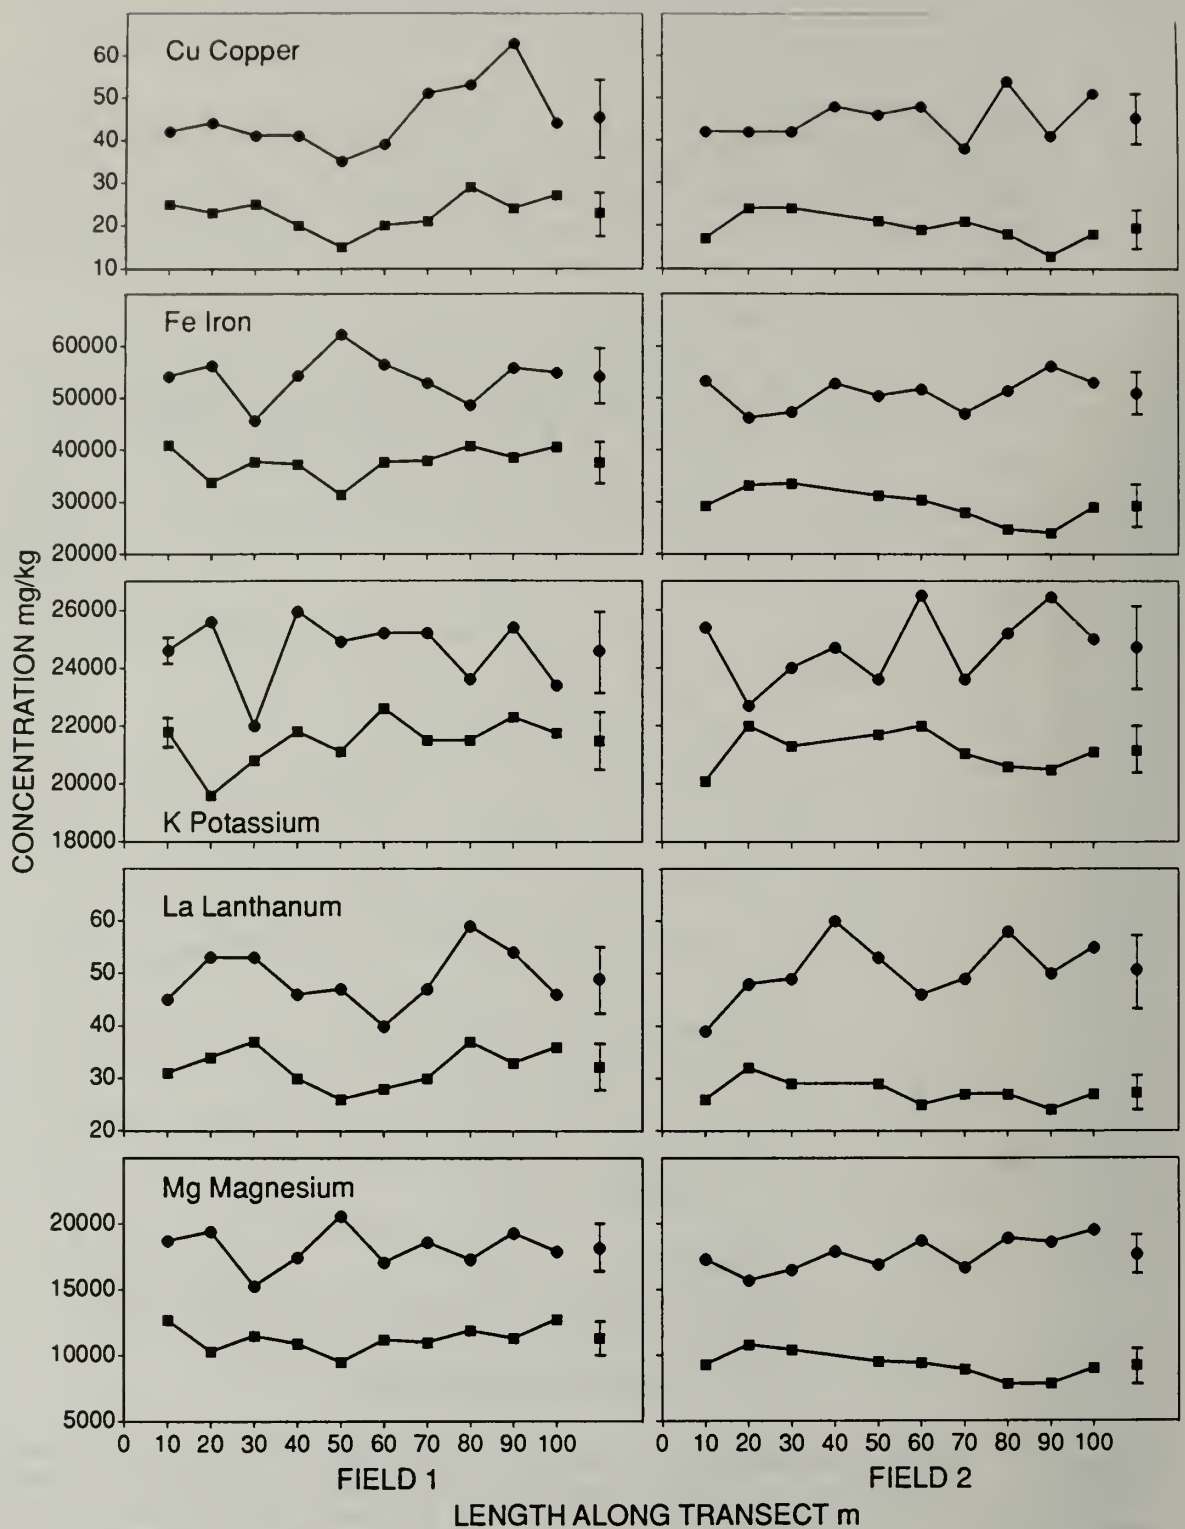 Cu Copper
60
50
40
30
20
10
Fe Iron
60000
50000
40000
30000
20000
26000
24000
22000
20000
18000
K Potassium
La Lanthanum
60
50
40
30
20
Mg Magnesium
20000
15000
10000
5000
0 10 20 30 40 50 60 70 80 90 100
0 10 20 30 40 50 60 70 80 90 100
FIELD 1
FIELD 2
LENGTH ALONG TRANSECT m
CONCENTRATION mg/kg